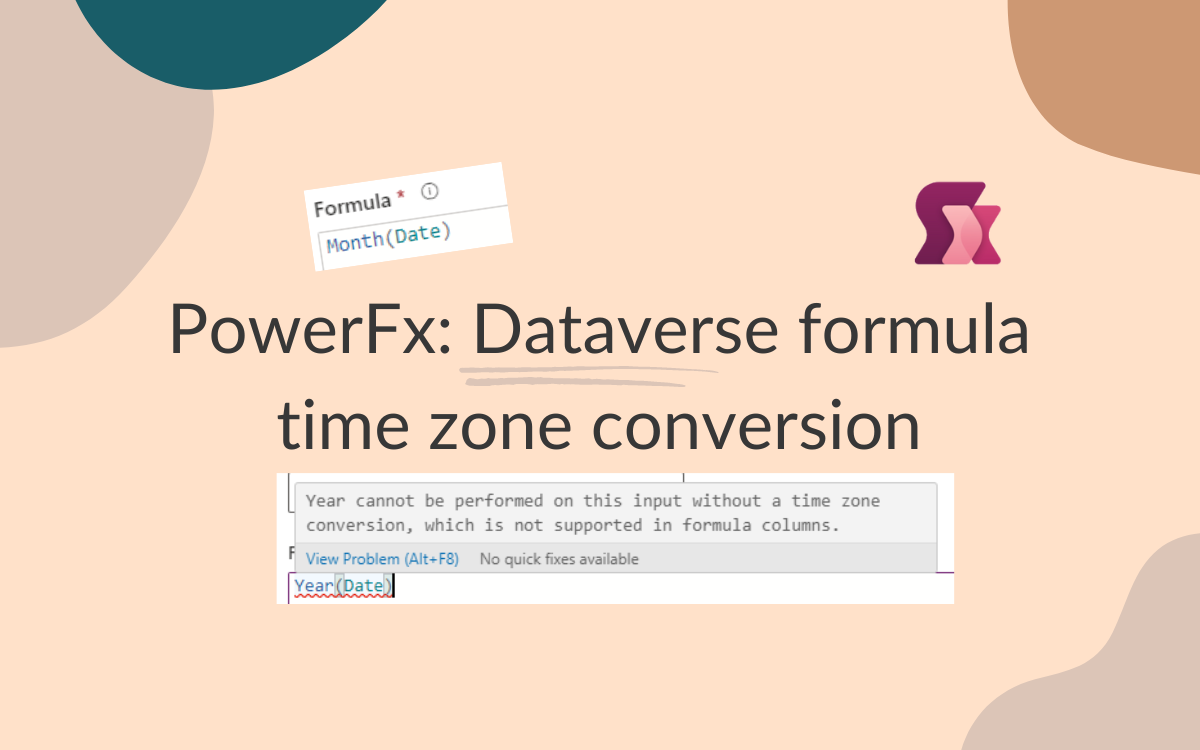 Formula *
Month(Date)
PowerFx: Dataverse formula
time zone conversion
Year cannot be performed on this input without a time zone
conversion, which is not supported in formula columns.
F
View Problem (Alt+F8) No quick fixes available
Year(Date)